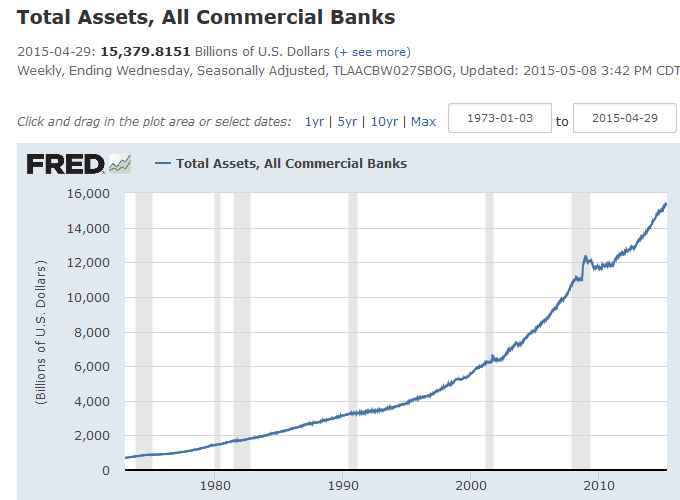 Total Assets, All Commercial Banks
2015-04-29: 15,379.8151 Billions of U.S. Dollars (+ see more)
Weekly, Ending Wednesday, Seasonally Adjusted, TLAACBW027SBOG, Updated: 2015-05-08 3:42 PM CDT
Click and drag in the plot area or select dates: 1yr | 5yr | 10yr | Max 1973-01-03 to 2015-04-29
FRED — Total Assets, All Commercial Banks
(Billions of U.S. Dollars)
16,000
14,000
12,000
10,000
8,000
6,000
4,000
2,000
0
1980 1990 2000 2010